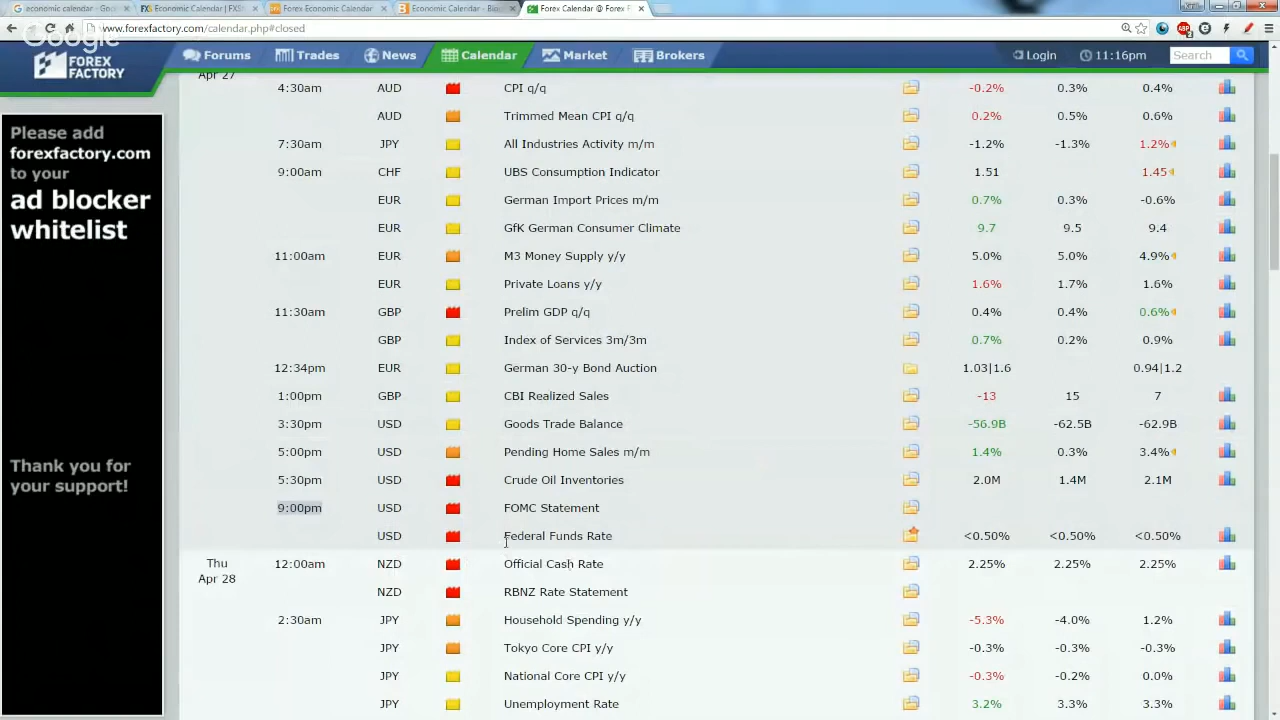 economic calendar - Goo
FXS Economic Calendar | FXS
Forex Economic Calendar
Economic Calendar - Bloo
Forex Calendar @ Forex F
www.forexfactory.com/calendar.php#closed
Google
FOREX
FACTORY
Forums Trades News Calendar Market Brokers Login 11:16pm Search
Please add
forexfactory.com
to your
ad blocker
whitelist
Thank you for
your support!
Apr 27
4:30am AUD CPI q/q -0.2% 0.3% 0.4%
AUD Trimmed Mean CPI q/q 0.2% 0.5% 0.6%
7:30am JPY All Industries Activity m/m -1.2% -1.3% 1.2%
9:00am CHF UBS Consumption Indicator 1.51 1.45
EUR German Import Prices m/m 0.7% 0.3% -0.6%
EUR GfK German Consumer Climate 9.7 9.5 9.4
11:00am EUR M3 Money Supply y/y 5.0% 5.0% 4.9%
EUR Private Loans y/y 1.6% 1.7% 1.6%
11:30am GBP Prelim GDP q/q 0.4% 0.4% 0.6%
GBP Index of Services 3m/3m 0.7% 0.2% 0.9%
12:34pm EUR German 30-y Bond Auction 1.03|1.6 0.94|1.2
1:00pm GBP CBI Realized Sales -13 15 7
3:30pm USD Goods Trade Balance -56.9B -62.5B -62.9B
5:00pm USD Pending Home Sales m/m 1.4% 0.3% 3.4%
5:30pm USD Crude Oil Inventories 2.0M 1.4M 2.1M
9:00pm USD FOMC Statement
USD Federal Funds Rate <0.50% <0.50% <0.50%
Thu
Apr 28
12:00am NZD Official Cash Rate 2.25% 2.25% 2.25%
NZD RBNZ Rate Statement
2:30am JPY Household Spending y/y -5.3% -4.0% 1.2%
JPY Tokyo Core CPI y/y -0.3% -0.3% -0.3%
JPY National Core CPI y/y -0.3% -0.2% 0.0%
JPY Unemployment Rate 3.2% 3.3% 3.3%